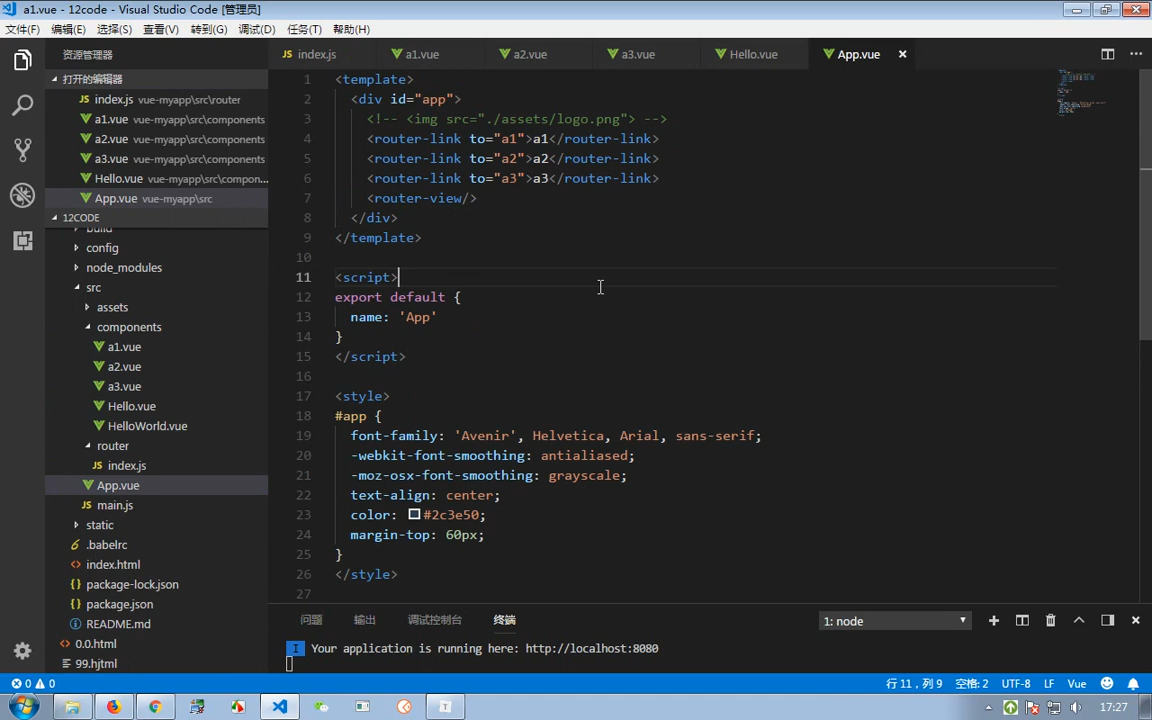 a1.vue - 12code - Visual Studio Code [管理员]
文件(F) 编辑(E) 选择(S) 查看(V) 转到(G) 调试(D) 任务(T) 帮助(H)
资源管理器
打开的编辑器
index.js vue-myapp\src\router
a1.vue vue-myapp\src\components
a2.vue vue-myapp\src\components
a3.vue vue-myapp\src\components
Hello.vue vue-myapp\src\compon...
App.vue vue-myapp\src
12CODE
build
config
node_modules
src
assets
components
a1.vue
a2.vue
a3.vue
Hello.vue
HelloWorld.vue
router
index.js
App.vue
main.js
static
.babelrc
index.html
package-lock.json
package.json
README.md
0.0.html
99.hjtml
JS index.js a1.vue a2.vue a3.vue Hello.vue App.vue
1 <template>
2 <div id="app">
3 <!-- <img src="./assets/logo.png"> -->
4 <router-link to="a1">a1</router-link>
5 <router-link to="a2">a2</router-link>
6 <router-link to="a3">a3</router-link>
7 <router-view/>
8 </div>
9 </template>
10
11 <script>
12 export default {
13 name: 'App'
14 }
15 </script>
16
17 <style>
18 #app {
19 font-family: 'Avenir', Helvetica, Arial, sans-serif;
20 -webkit-font-smoothing: antialiased;
21 -moz-osx-font-smoothing: grayscale;
22 text-align: center;
23 color: #2c3e50;
24 margin-top: 60px;
25 }
26 </style>
27
问题 输出 调试控制台 终端 1: node
I Your application is running here: http://localhost:8080
0 0 行 11，列 9 空格: 2 UTF-8 LF Vue
17:27